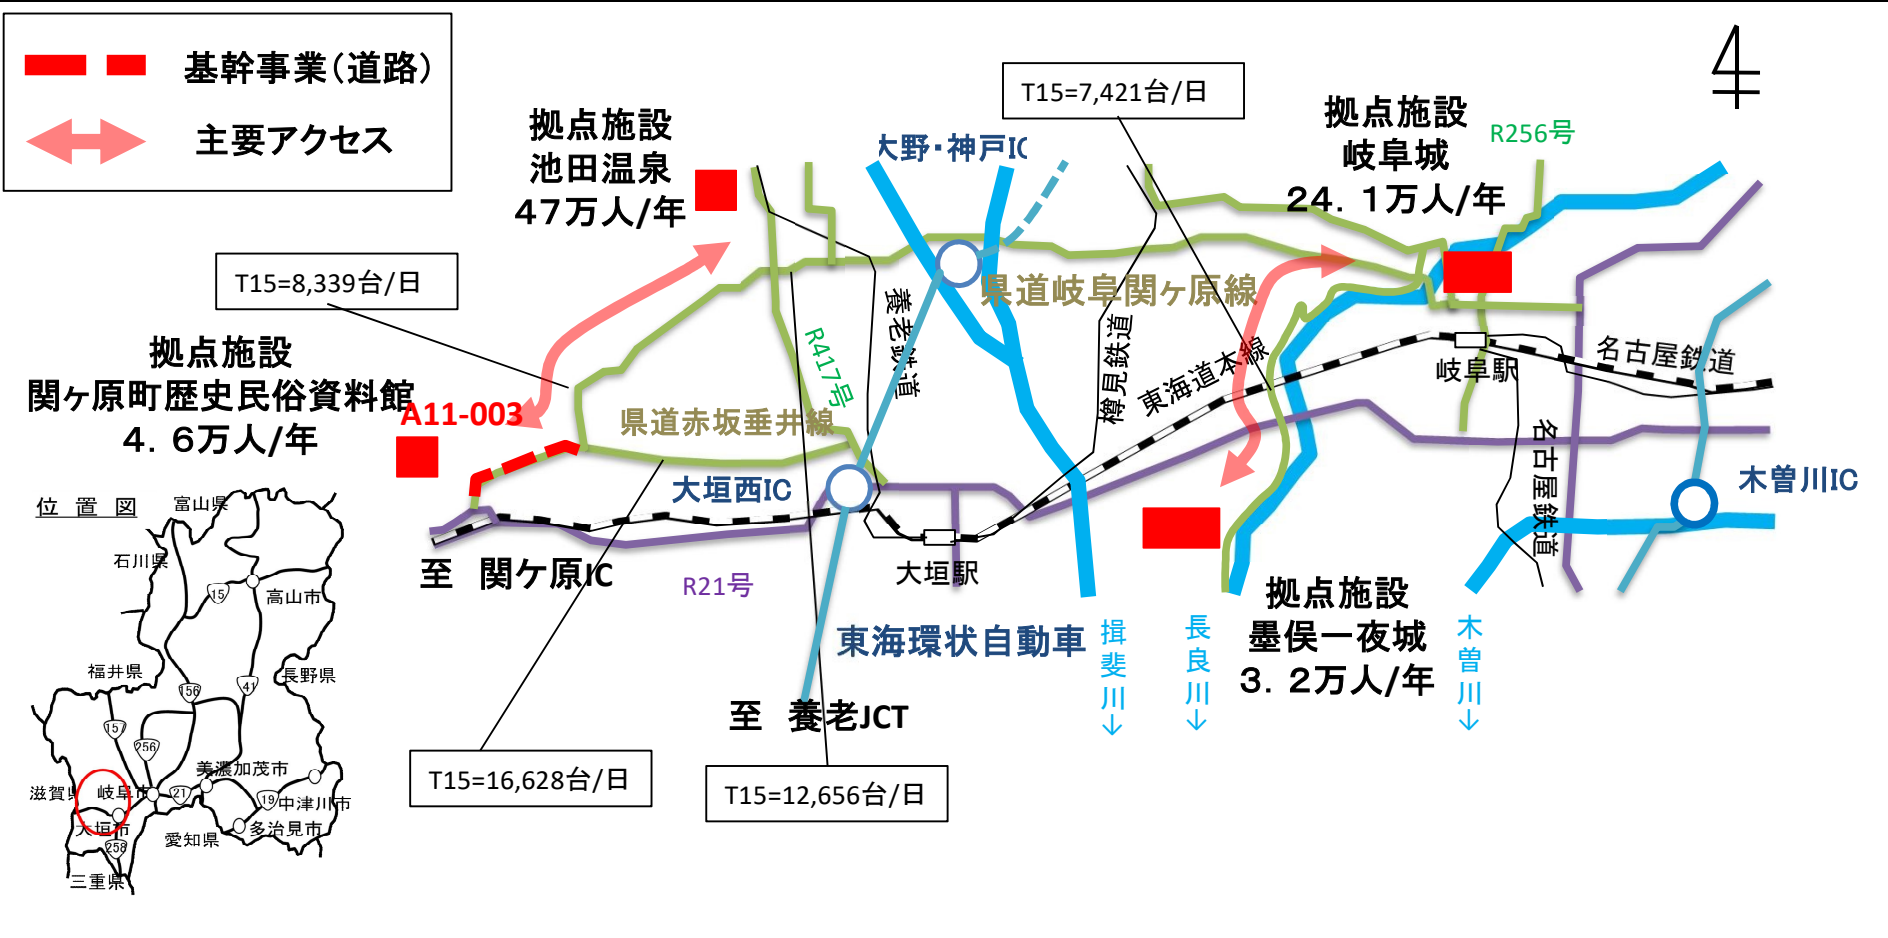 基幹事業（道路）
主要アクセス
拠点施設
池田温泉
47万人/年
大野・神戸IC
T15=7,421台/日
拠点施設
岐阜城
24．1万人/年
R256号
T15=8,339台/日
県道岐阜関ヶ原線
養老鉄道
R417号
樽見鉄道
東海道本線
岐阜駅
名古屋鉄道
拠点施設
関ヶ原町歴史民俗資料館
4．6万人/年
A11-003
県道赤坂垂井線
大垣西IC
名古屋鉄道
木曽川IC
至　関ケ原IC
R21号
大垣駅
東海環状自動車
至　養老JCT
揖斐川→
長良川→
拠点施設
墨俣一夜城
3．2万人/年
木曽川→
T15=16,628台/日
T15=12,656台/日
位置図
富山県
石川県
15
高山市
福井県
長野県
156
41
157
256
美濃加茂市
滋賀県
岐阜市
21
19
中津川市
大垣市
愛知県
多治見市
258
三重県